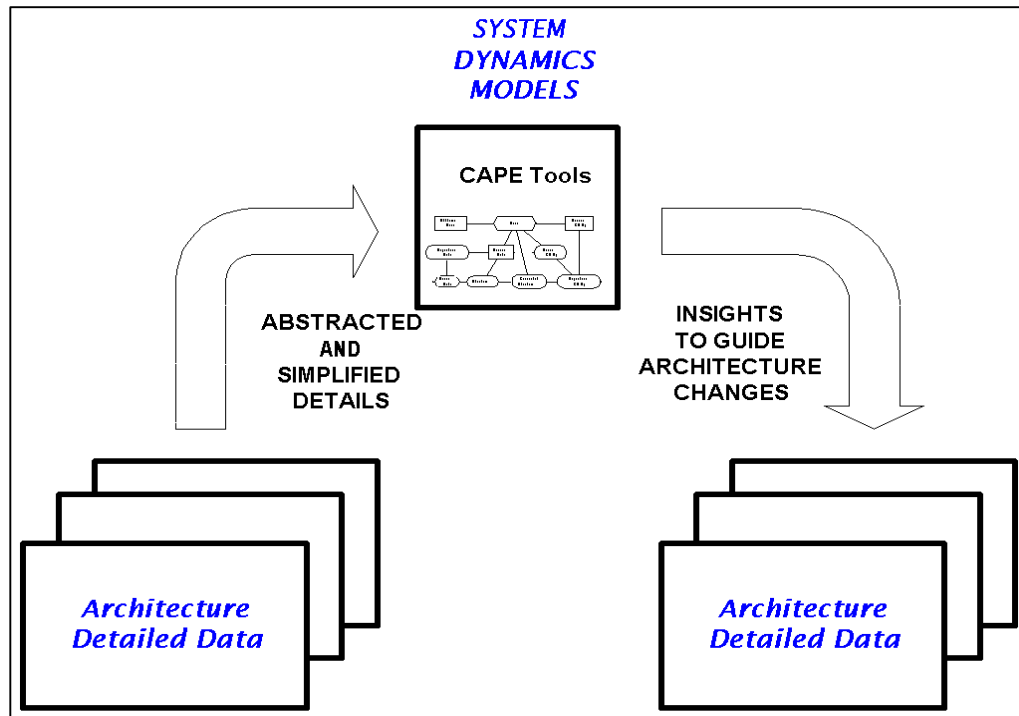 SYSTEM
DYNAMICS
MODELS
CAPE Tools
ABSTRACTED
AND
SIMPLIFIED
DETAILS
INSIGHTS
TO GUIDE
ARCHITECTURE
CHANGES
Architecture
Detailed Data
Architecture
Detailed Data